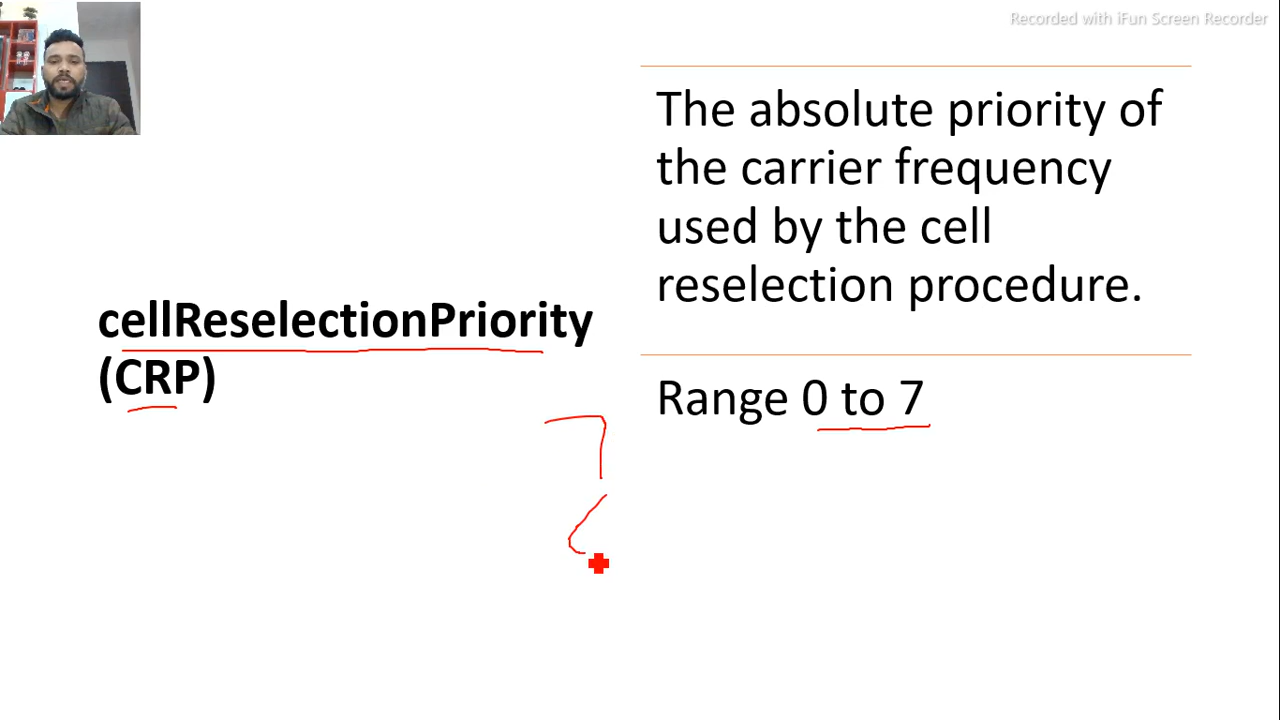 Recorded with iFun Screen Recorder
The absolute priority of
the carrier frequency
used by the cell
reselection procedure.
cellReselectionPriority
(CRP)
Range 0 to 7
7